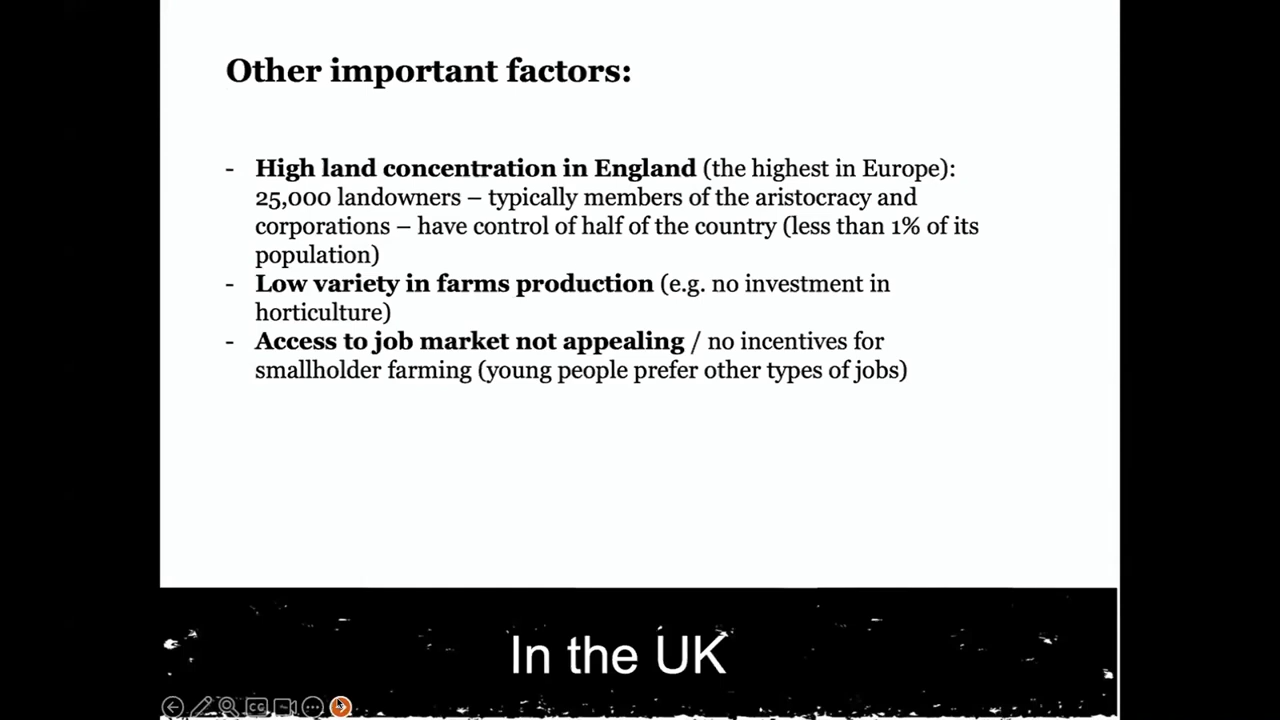 Other important factors:
- High land concentration in England (the highest in Europe):
25,000 landowners – typically members of the aristocracy and
corporations – have control of half of the country (less than 1% of its
population)
- Low variety in farms production (e.g. no investment in
horticulture)
- Access to job market not appealing / no incentives for
smallholder farming (young people prefer other types of jobs)
In the UK
CC